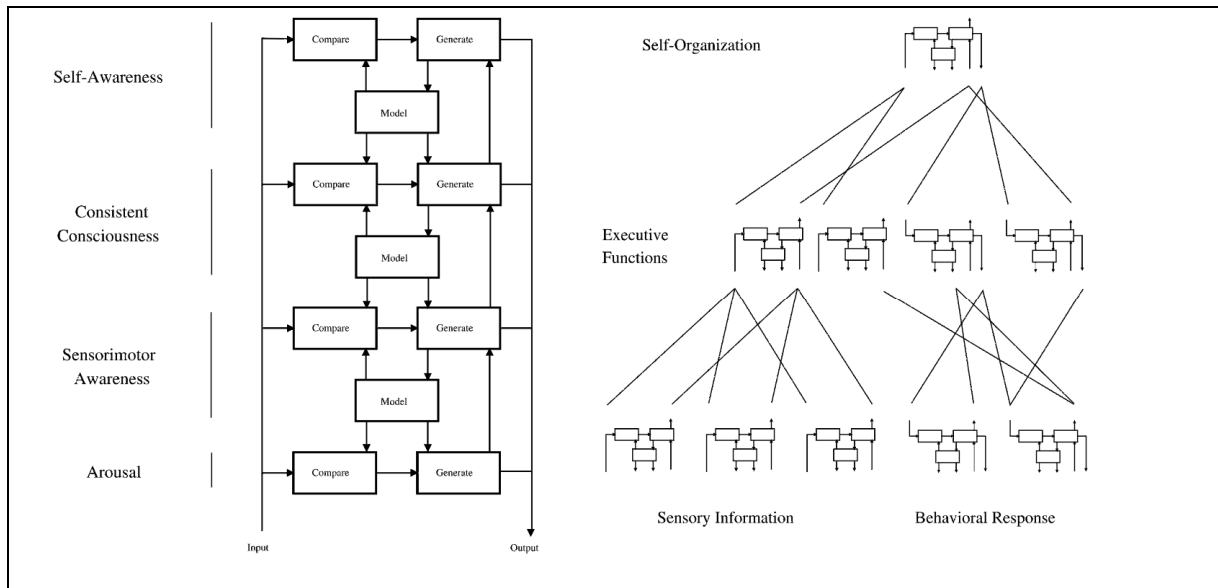 Self-Awareness
Compare
Generate
Model
Consistent
Consciousness
Compare
Generate
Model
Sensorimotor
Awareness
Compare
Generate
Model
Arousal
Compare
Generate
Input
Output
Self-Organization
Executive
Functions
Sensory Information
Behavioral Response